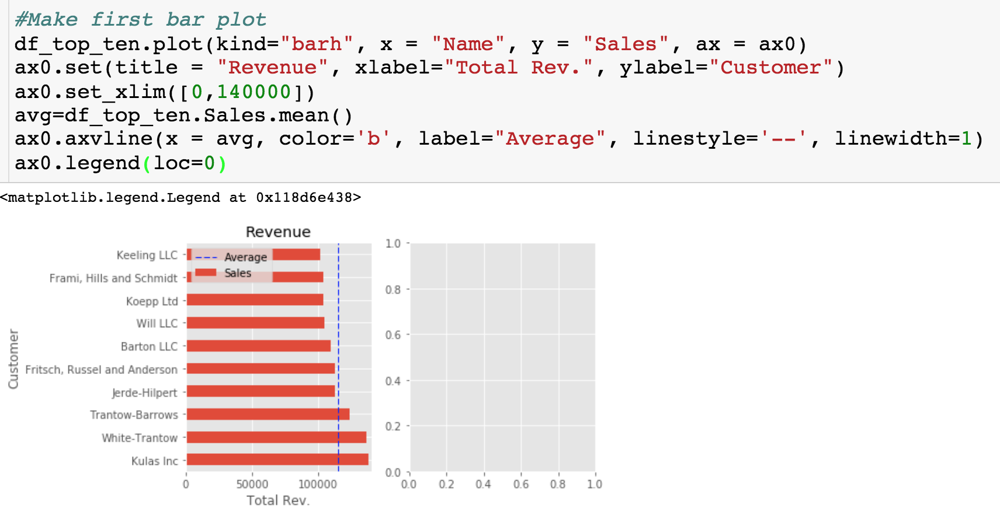 #Make first bar plot
df_top_ten.plot(kind="barh", x = "Name", y = "Sales", ax = ax0)
ax0.set(title = "Revenue", xlabel="Total Rev.", ylabel="Customer")
ax0.set_xlim([0,140000])
avg=df_top_ten.Sales.mean()
ax0.axvline(x = avg, color='b', label="Average", linestyle='--', linewidth=1)
ax0.legend(loc=0)
<matplotlib.legend.Legend at 0x118d6e438>
Revenue
Average
Sales
Customer
Keeling LLC
Frami, Hills and Schmidt
Koepp Ltd
Will LLC
Barton LLC
Fritsch, Russel and Anderson
Jerde-Hilpert
Trantow-Barrows
White-Trantow
Kulas Inc
0 50000 100000
Total Rev.
1.0
0.8
0.6
0.4
0.2
0.0
0.0 0.2 0.4 0.6 0.8 1.0